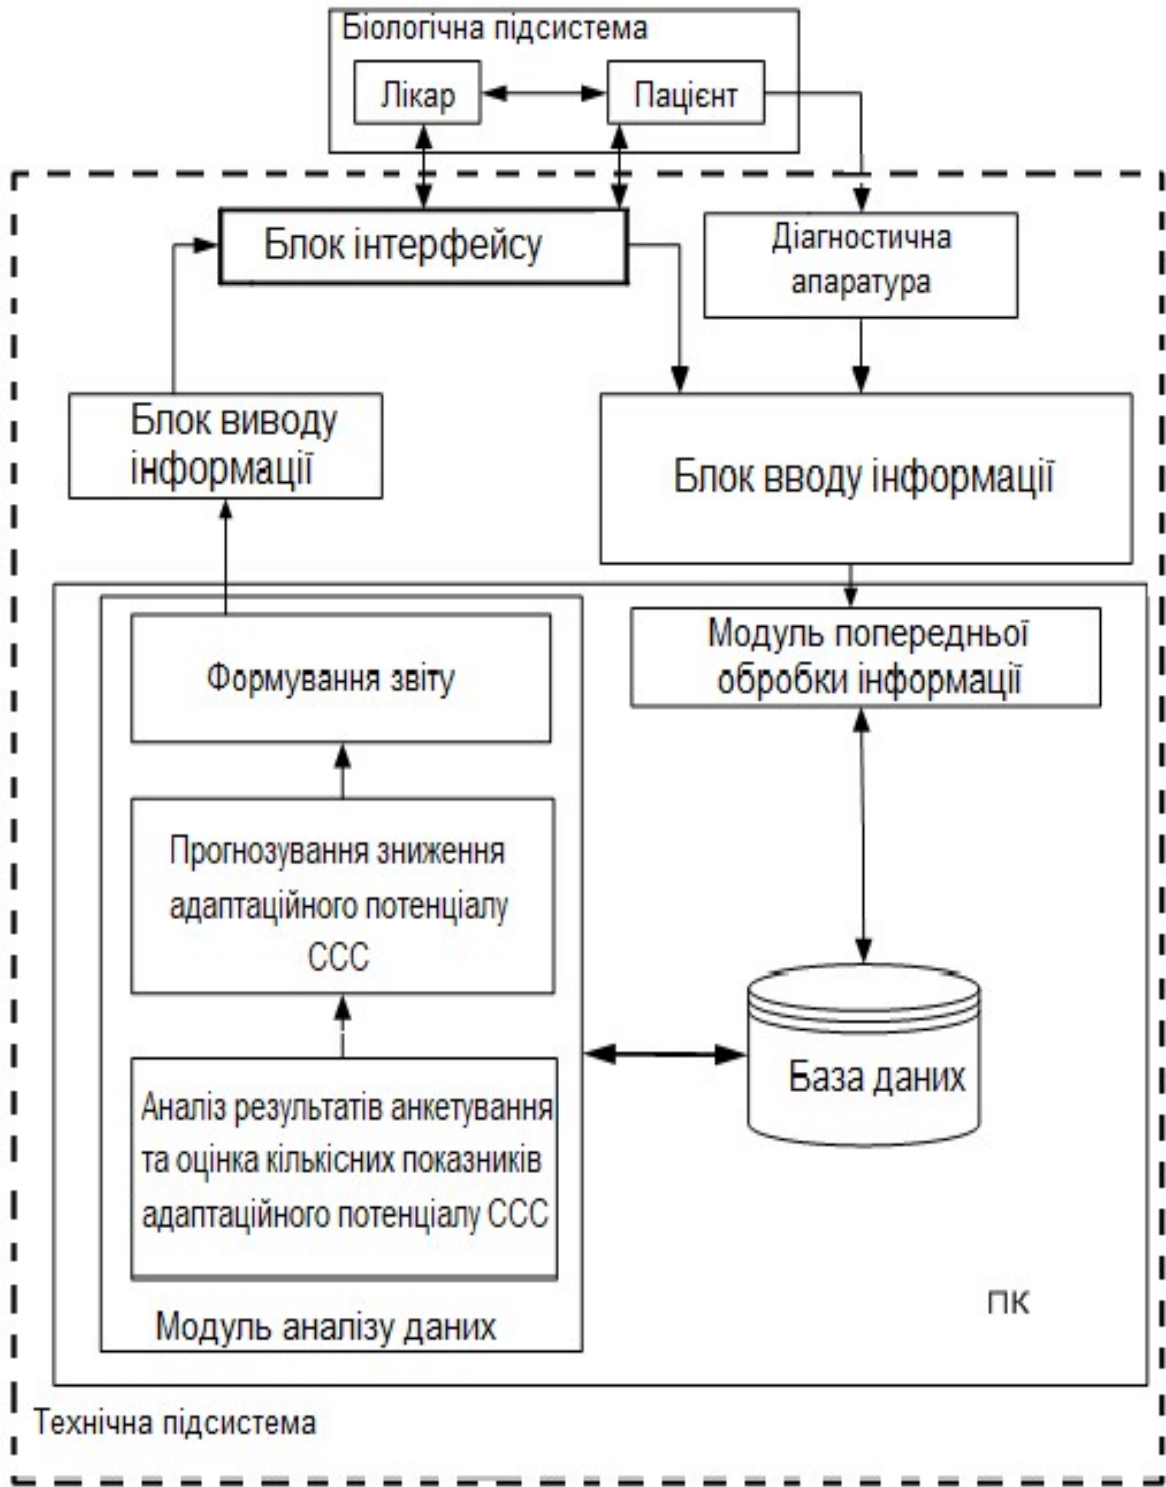 Біологічна підсистема
Лікар
Пацієнт
Блок інтерфейсу
Діагностична
апаратура
Блок виводу
інформації
Блок вводу інформації
Формування звіту
Модуль попередньої
обробки інформації
Прогнозування зниження
адаптаційного потенціалу
ССС
База даних
Аналіз результатів анкетування
та оцінка кількісних показників
адаптаційного потенціалу ССС
Модуль аналізу даних
ПК
Технічна підсистема